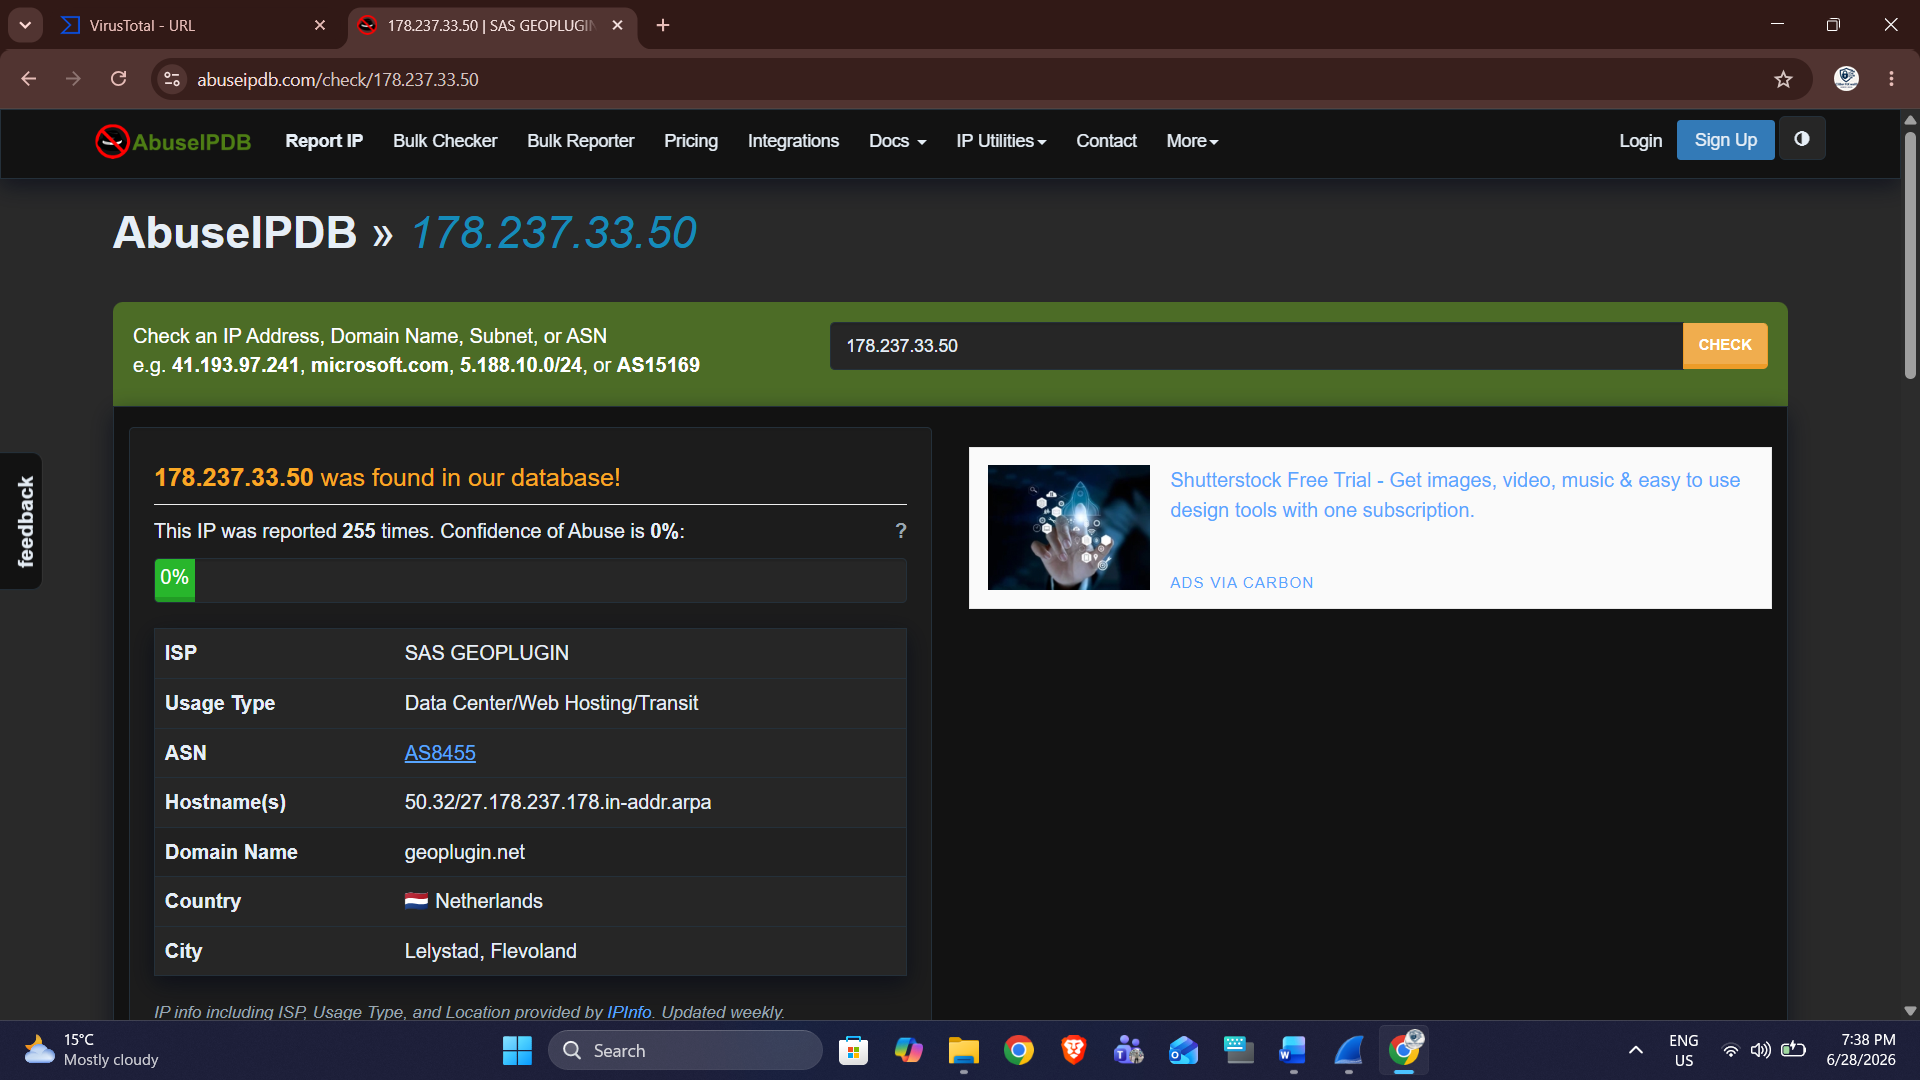 VirusTotal - URL
178.237.33.50 | SAS GEOPLUGIN
abuseipdb.com/check/178.237.33.50
AbuseIPDB
Report IP
Bulk Checker
Bulk Reporter
Pricing
Integrations
Docs
IP Utilities
Contact
More
Login
Sign Up
AbuseIPDB » 178.237.33.50
Check an IP Address, Domain Name, Subnet, or ASN
e.g. 41.193.97.241, microsoft.com, 5.188.10.0/24, or AS15169
178.237.33.50
CHECK
feedback
178.237.33.50 was found in our database!
This IP was reported 255 times. Confidence of Abuse is 0%:
?
0%
ISP SAS GEOPLUGIN
Usage Type Data Center/Web Hosting/Transit
ASN AS8455
Hostname(s) 50.32/27.178.237.178.in-addr.arpa
Domain Name geoplugin.net
Country Netherlands
City Lelystad, Flevoland
IP info including ISP, Usage Type, and Location provided by IPInfo. Updated weekly.
Shutterstock Free Trial - Get images, video, music & easy to use
design tools with one subscription.
ADS VIA CARBON
15°C
Mostly cloudy
Search
ENG
US
7:38 PM
6/28/2026